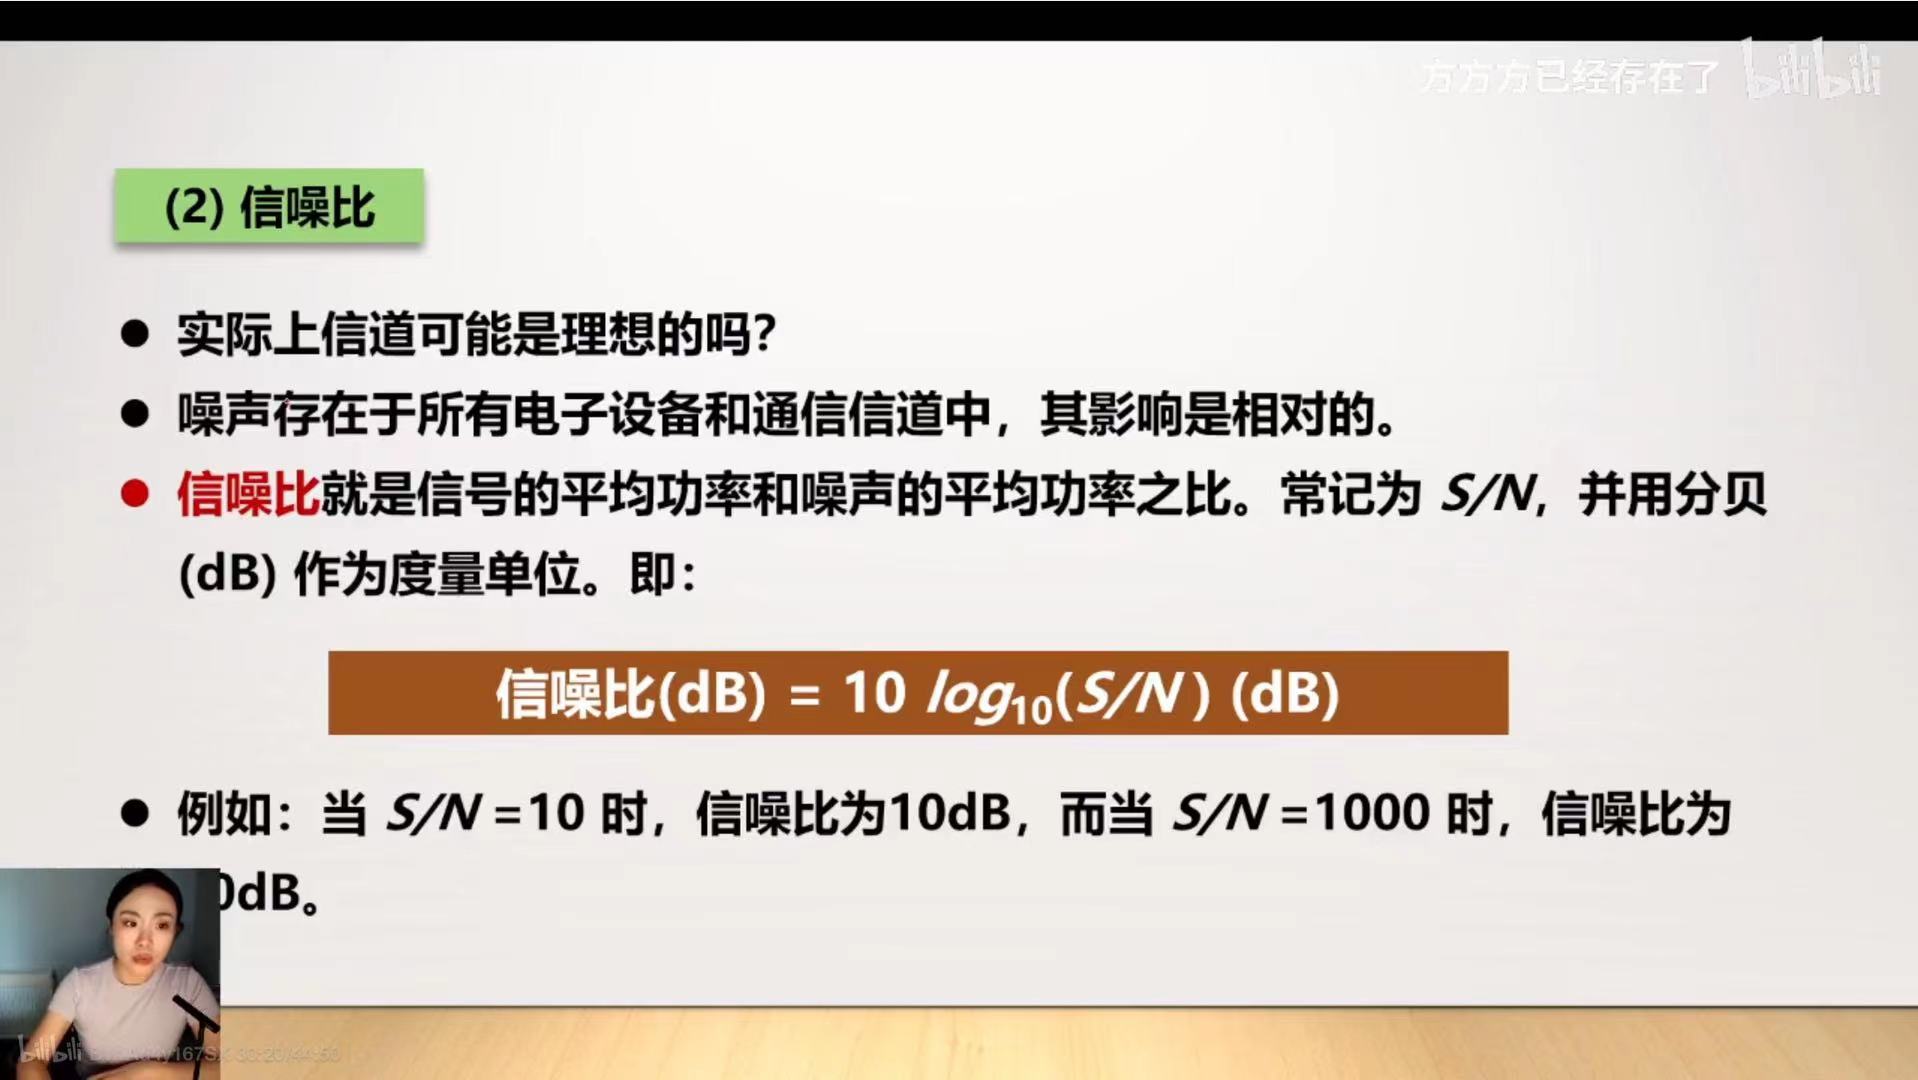 方方方已经存在了 bilibili
(2) 信噪比
● 实际上信道可能是理想的吗？
● 噪声存在于所有电子设备和通信信道中，其影响是相对的。
● 信噪比就是信号的平均功率和噪声的平均功率之比。常记为 S/N，并用分贝
(dB) 作为度量单位。即：
信噪比(dB) = 10 log₁₀(S/N ) (dB)
● 例如：当 S/N =10 时，信噪比为10dB，而当 S/N =1000 时，信噪比为
0dB。
bilibili